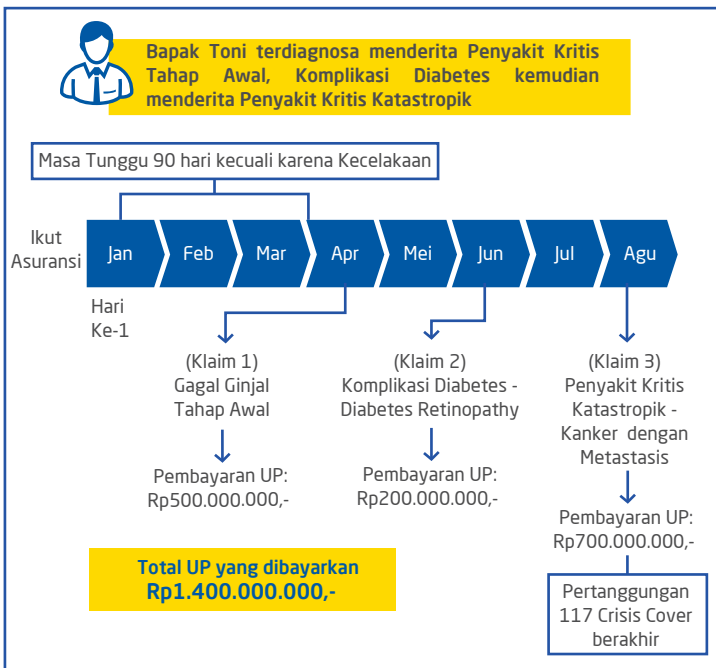 Bapak Toni terdiagnosa menderita Penyakit Kritis
Tahap Awal, Komplikasi Diabetes kemudian
menderita Penyakit Kritis Katastropik
Masa Tunggu 90 hari kecuali karena Kecelakaan
Ikut
Asuransi
Jan
Feb
Mar
Apr
Mei
Jun
Jul
Agu
Hari
Ke-1
(Klaim 1)
Gagal Ginjal
Tahap Awal
Pembayaran UP:
Rp500.000.000,-
(Klaim 2)
Komplikasi Diabetes -
Diabetes Retinopathy
Pembayaran UP:
Rp200.000.000,-
(Klaim 3)
Penyakit Kritis
Katastropik -
Kanker dengan
Metastasis
Pembayaran UP:
Rp700.000.000,-
Pertanggungan
117 Crisis Cover
berakhir
Total UP yang dibayarkan
Rp1.400.000.000,-